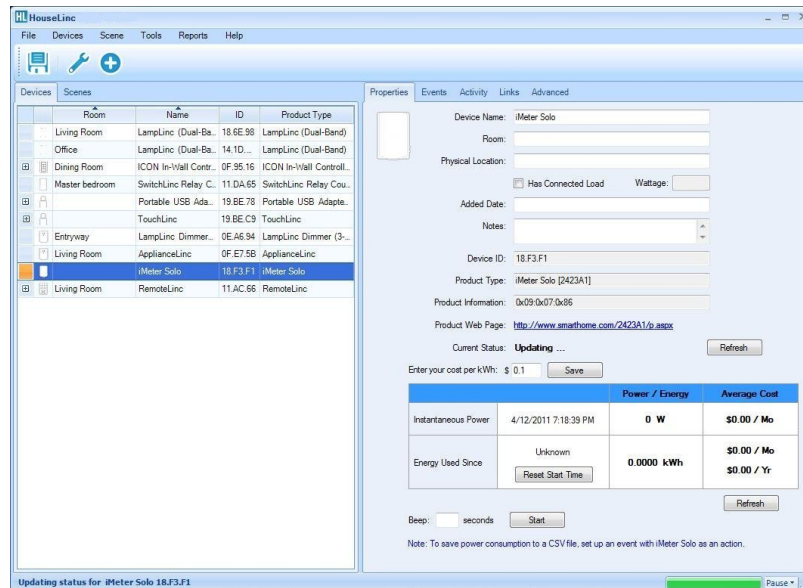 HL HouseLinc
File Devices Scene Tools Reports Help
Devices Scenes
Room Name ID Product Type
Living Room LampLinc (Dual-Ba... 18.6E.98 LampLinc (Dual-Band)
Office LampLinc (Dual-Ba... 14.1D... LampLinc (Dual-Band)
Dining Room ICON In-Wall Contr... 0F.95.16 ICON In-Wall Controll...
Master bedroom SwitchLinc Relay C... 11.DA.65 SwitchLinc Relay Cou...
Portable USB Ada... 19.BE.78 Portable USB Adapte...
TouchLinc 19.BE.C9 TouchLinc
Entryway LampLinc Dimmer... 0E.A6.94 LampLinc Dimmer (3-...
Living Room ApplianceLinc 0F.E7.5B ApplianceLinc
iMeter Solo 18.F3.F1 iMeter Solo
Living Room RemoteLinc 11.AC.66 RemoteLinc
Properties Events Activity Links Advanced
Device Name: iMeter Solo
Room:
Physical Location:
Has Connected Load Wattage:
Added Date:
Notes:
Device ID: 18.F3.F1
Product Type: iMeter Solo [2423A1]
Product Information: 0x09:0x07:0x86
Product Web Page: http://www.smarthome.com/2423A1/p.aspx
Current Status: Updating ... Refresh
Enter your cost per kWh: $ 0.1 Save
Power / Energy Average Cost
Instantaneous Power 4/12/2011 7:18:39 PM 0 W $0.00 / Mo
Energy Used Since Unknown 0.0000 kWh $0.00 / Mo
Reset Start Time $0.00 / Yr
Refresh
Beep: seconds Start
Note: To save power consumption to a CSV file, set up an event with iMeter Solo as an action.
Updating status for iMeter Solo 18.F3.F1 Pause